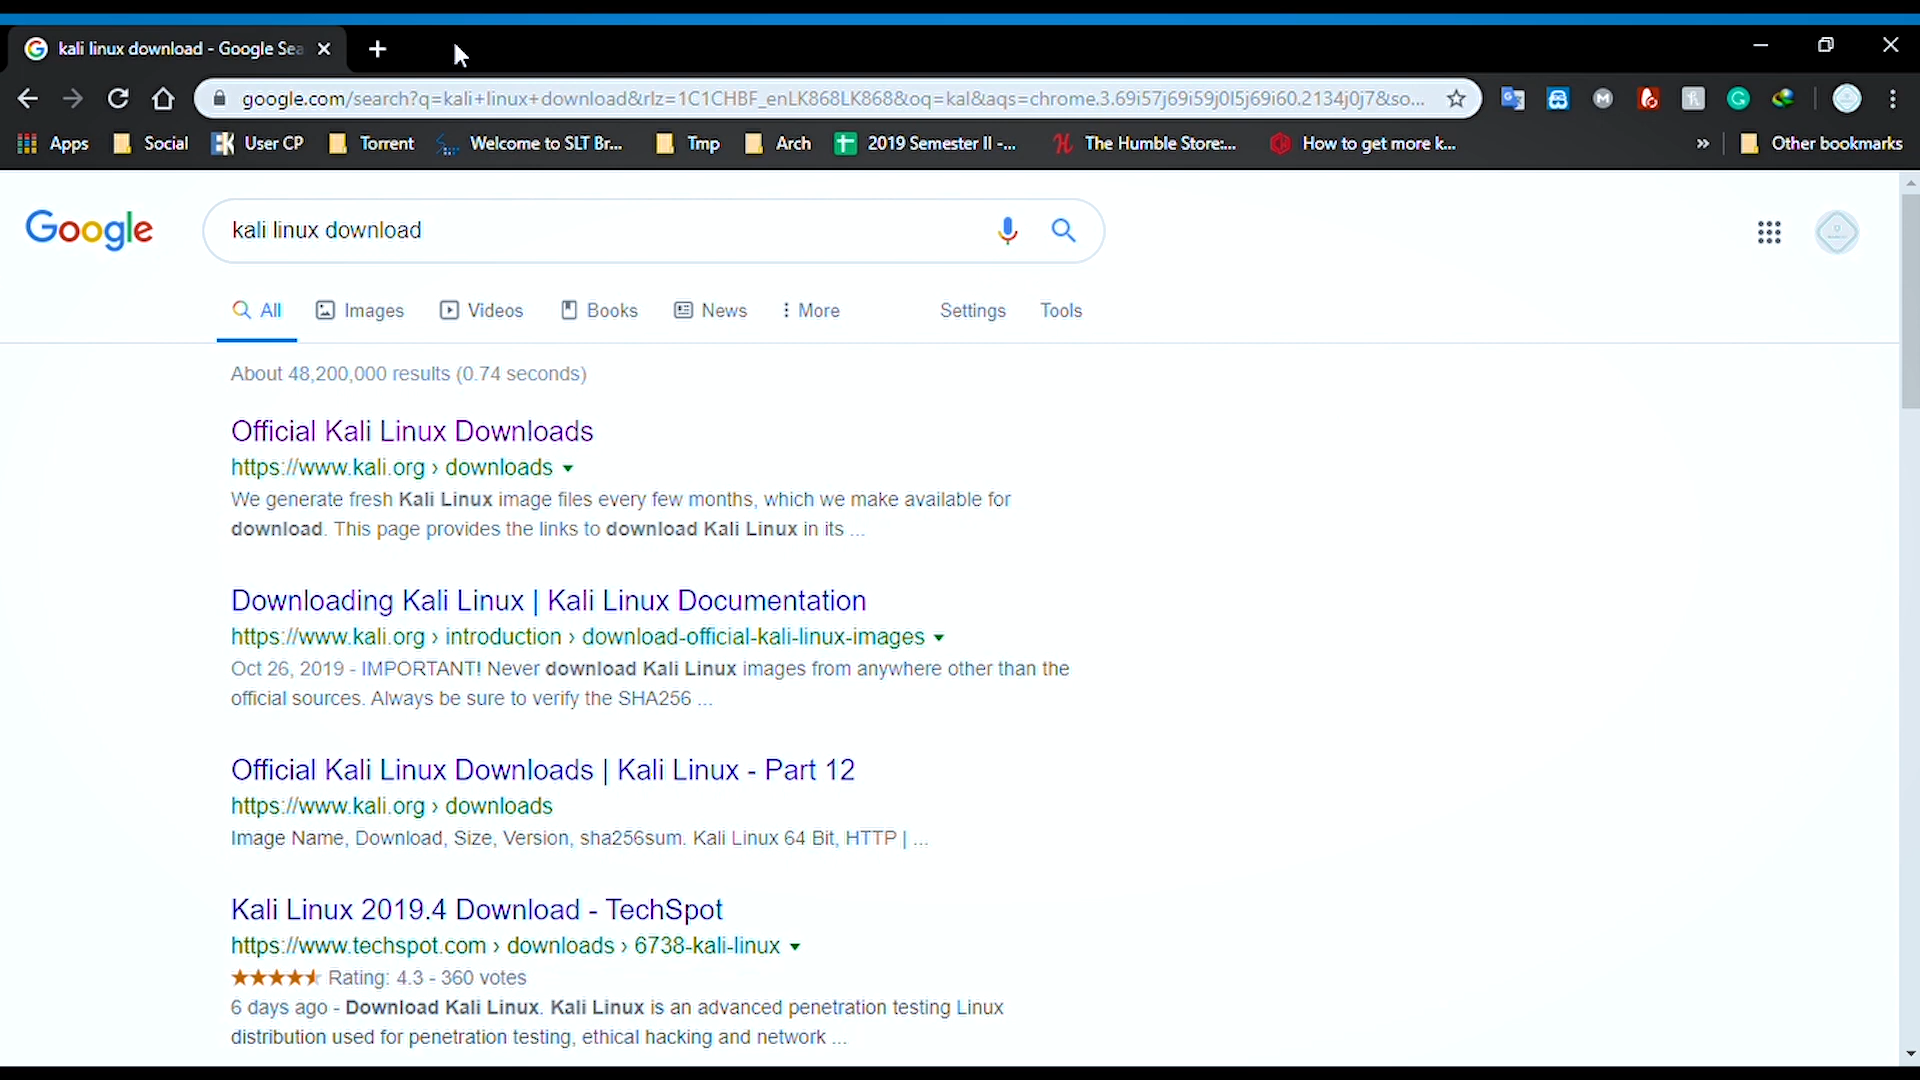 kali linux download - Google Sea
google.com/search?q=kali+linux+download&rlz=1C1CHBF_enLK868LK868&oq=kal&aqs=chrome.3.69i57j69i59j0l5j69i60.2134j0j7&so...
Apps Social User CP Torrent Welcome to SLT Br... Tmp Arch 2019 Semester II -... The Humble Store:... How to get more k... » Other bookmarks
Google kali linux download
All Images Videos Books News More Settings Tools
About 48,200,000 results (0.74 seconds)
Official Kali Linux Downloads
https://www.kali.org › downloads
We generate fresh Kali Linux image files every few months, which we make available for
download. This page provides the links to download Kali Linux in its ...
Downloading Kali Linux | Kali Linux Documentation
https://www.kali.org › introduction › download-official-kali-linux-images
Oct 26, 2019 - IMPORTANT! Never download Kali Linux images from anywhere other than the
official sources. Always be sure to verify the SHA256 ...
Official Kali Linux Downloads | Kali Linux - Part 12
https://www.kali.org › downloads
Image Name, Download, Size, Version, sha256sum. Kali Linux 64 Bit, HTTP | ...
Kali Linux 2019.4 Download - TechSpot
https://www.techspot.com › downloads › 6738-kali-linux
Rating: 4.3 - 360 votes
6 days ago - Download Kali Linux. Kali Linux is an advanced penetration testing Linux
distribution used for penetration testing, ethical hacking and network ...